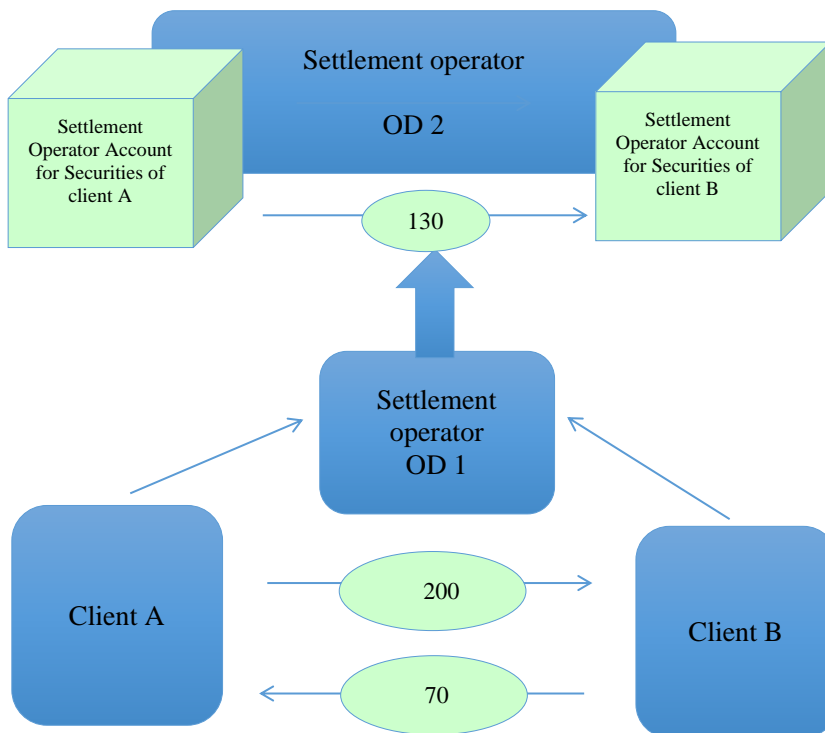 Settlement operator
OD 2
Settlement
Operator Account
for Securities of
client A
Settlement
Operator Account
for Securities of
client B
130
Settlement
operator
OD 1
Client A
200
Client B
70